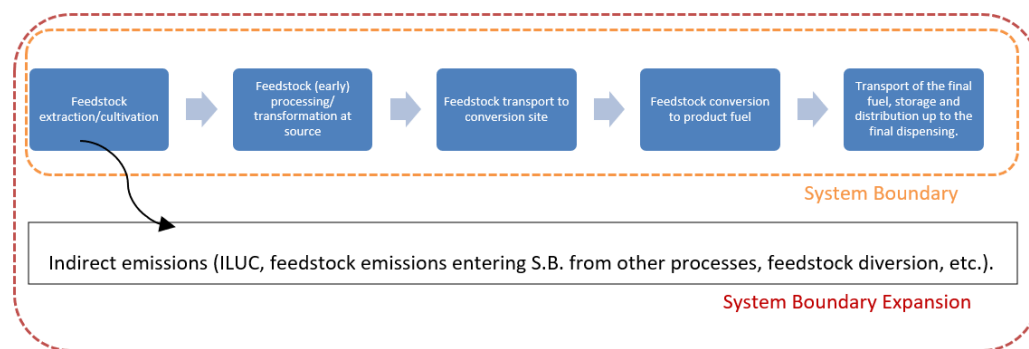 Feedstock
extraction/cultivation
Feedstock (early)
processing/
transformation at
source
Feedstock transport to
conversion site
Feedstock conversion
to product fuel
Transport of the final
fuel, storage and
distribution up to the
final dispensing.
System Boundary
Indirect emissions (ILUC, feedstock emissions entering S.B. from other processes, feedstock diversion, etc.).
System Boundary Expansion